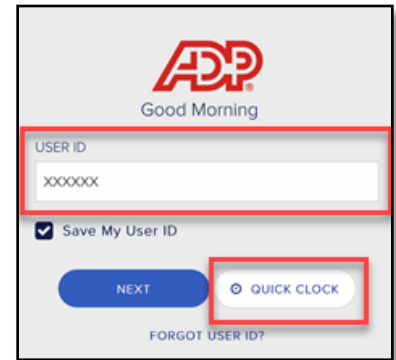 ADP
Good Morning
USER ID
XXXXXX
Save My User ID
NEXT
QUICK CLOCK
FORGOT USER ID?